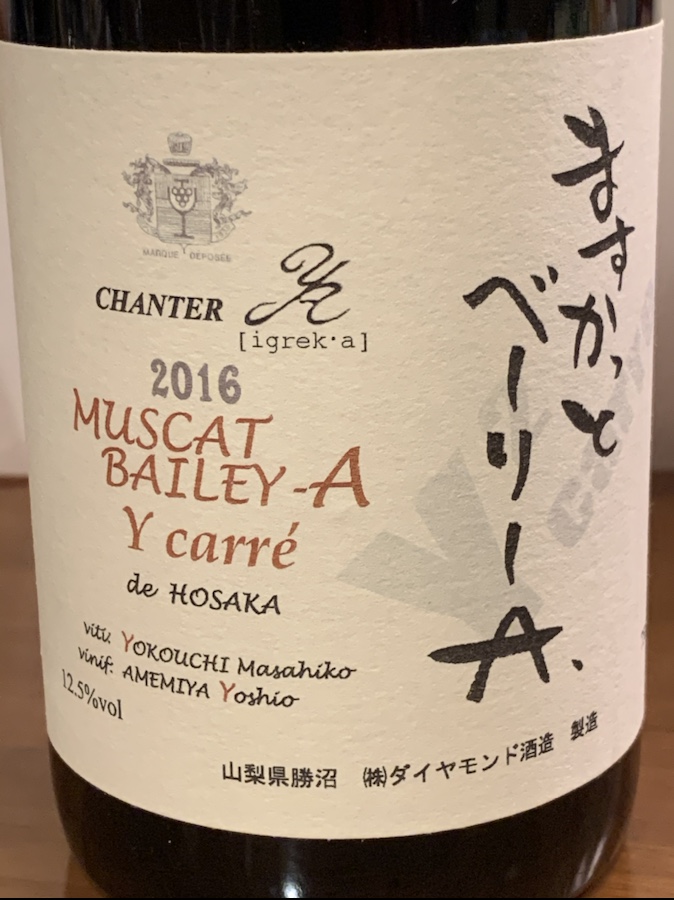 MARQUE DÉPOSÉE
CHANTER
[igrek·a]
2016
MUSCAT
BAILEY-A
Y carré
de HOSAKA
viti: YOKOUCHI Masahiko
vinif: AMEMIYA Yoshio
12.5%vol
ますかっと
ベーリーA、
山梨県勝沼 ㈱ダイヤモンド酒造 製造